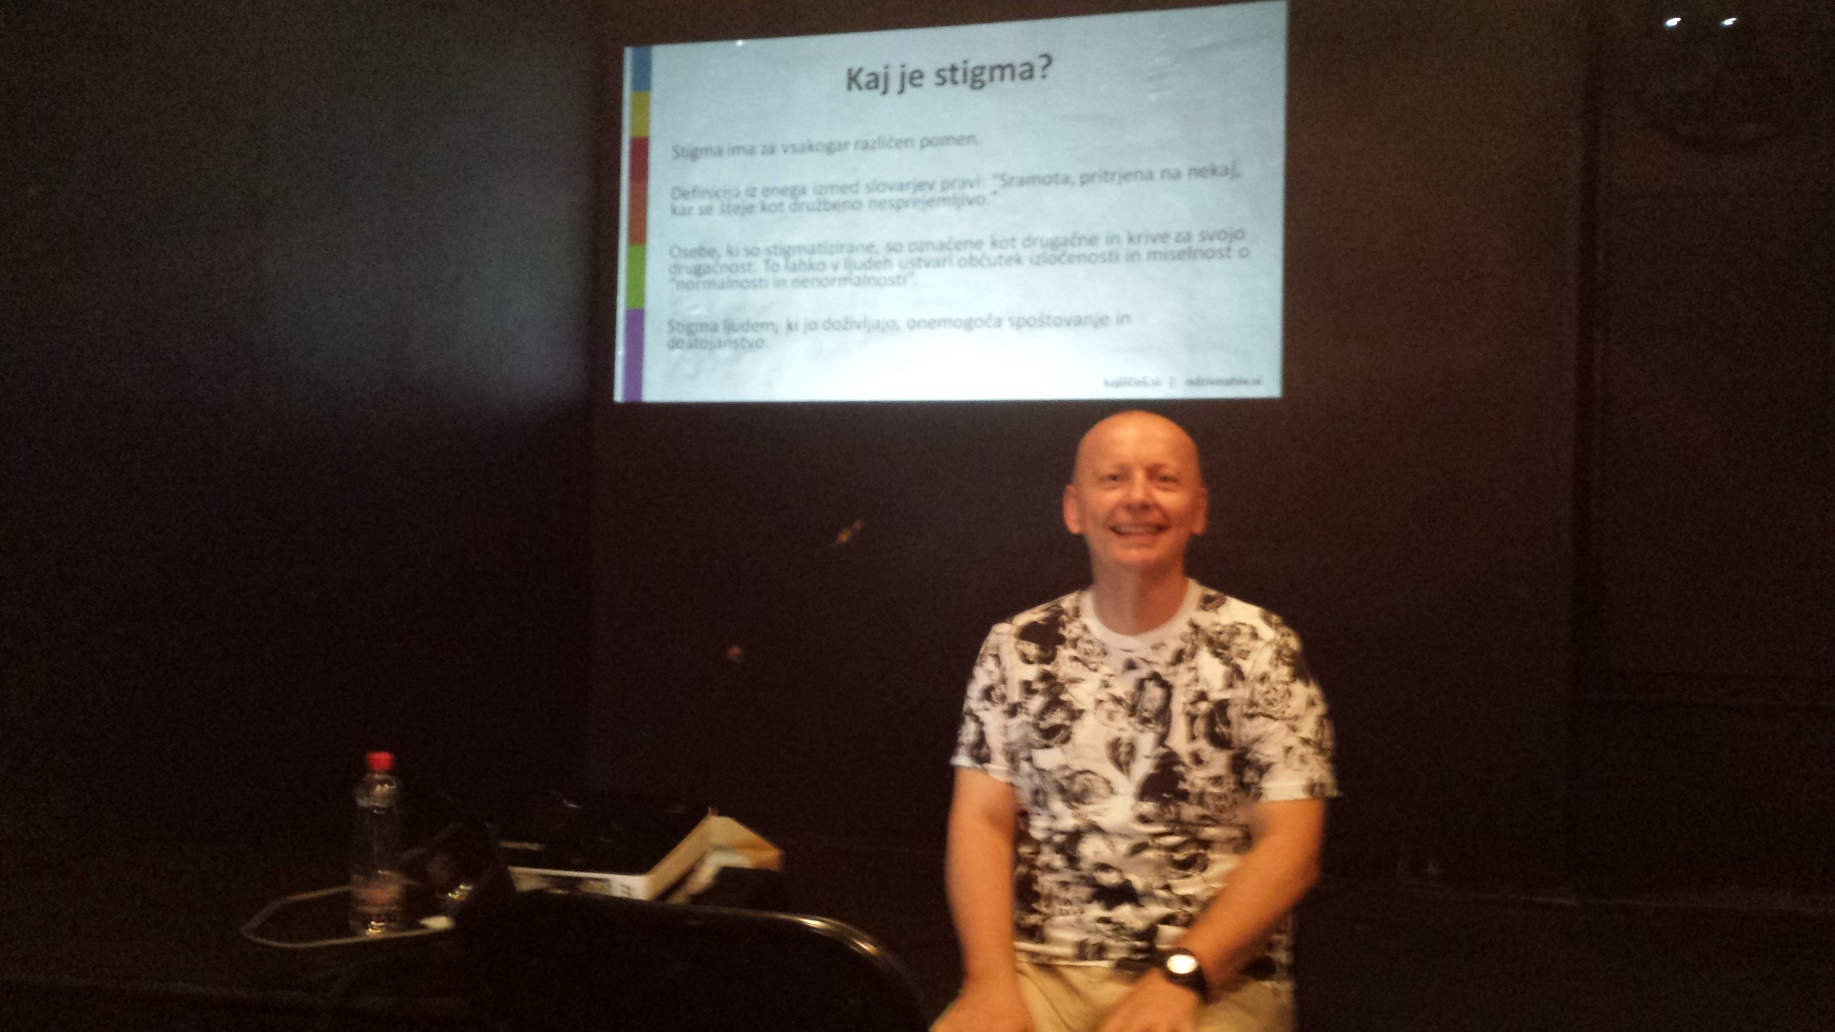 Kaj je stigma?
Stigma ima za vsakogar različen pomen.
Definicija iz enega izmed slovarjev pravi: "Sramota, pritrjena na nekaj,
kar se šteje kot družbeno nesprejemljivo."
Osebe, ki so stigmatizirane, so označene kot drugačne in krive za svojo
drugačnost. To lahko v ljudeh ustvari občutek izločenosti in miselnost o
"normalnosti in nenormalnosti".
Stigma ljudem, ki jo doživljajo, onemogoča spoštovanje in
dostojanstvo.